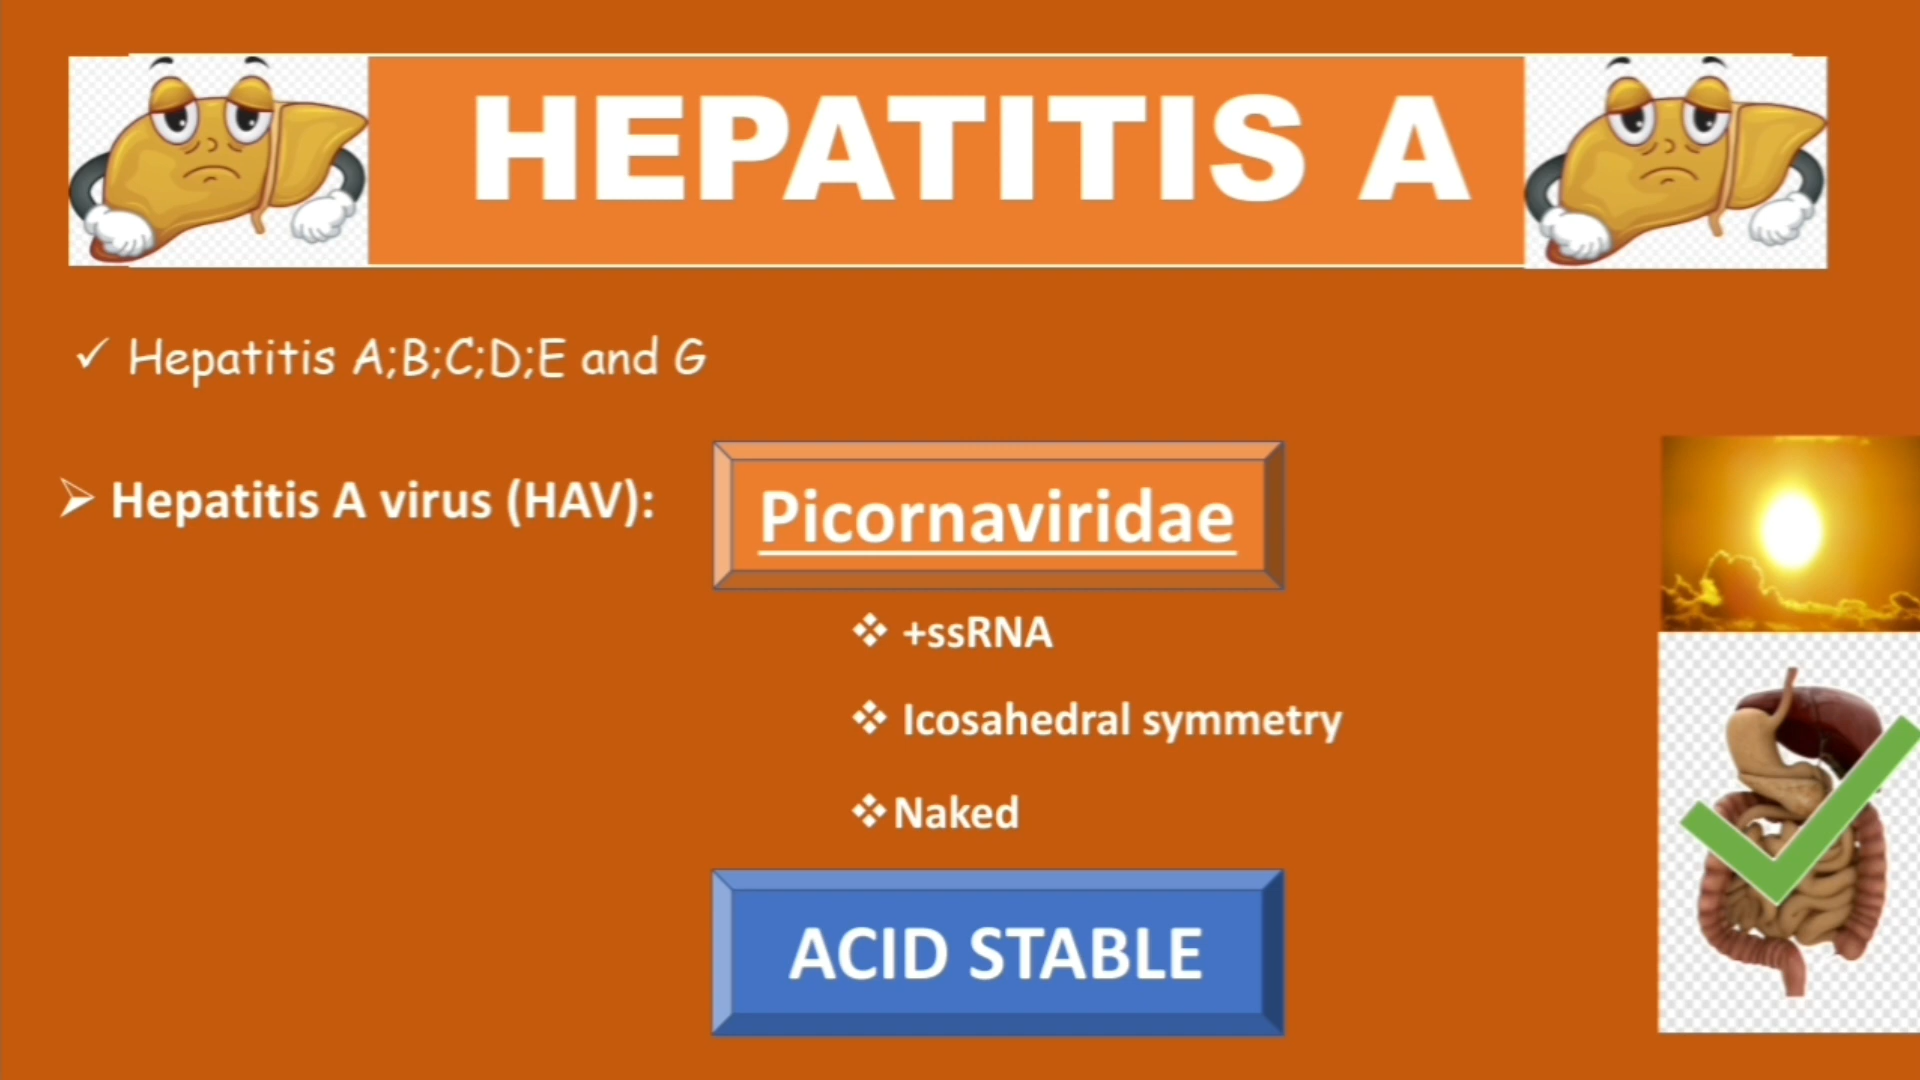 HEPATITIS A
✓ Hepatitis A;B;C;D;E and G
➢ Hepatitis A virus (HAV):
Picornaviridae
❖ +ssRNA
❖ Icosahedral symmetry
❖ Naked
ACID STABLE